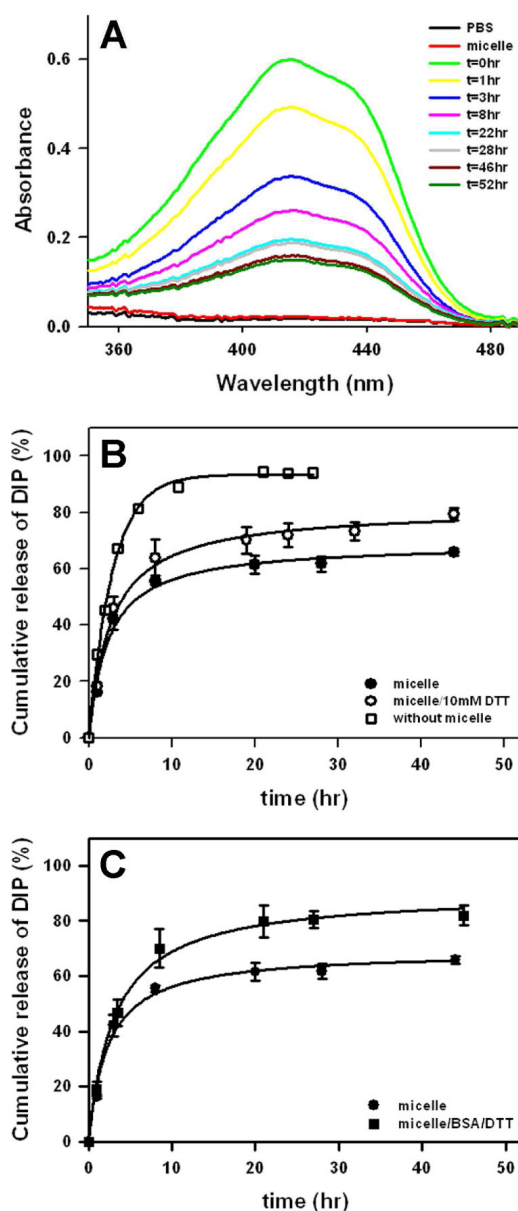 A
PBS
micelle
t=0hr
t=1hr
t=3hr
t=8hr
t=22hr
t=28hr
t=46hr
t=52hr
Absorbance
0.6
0.4
0.2
0.0
360 400 440 480
Wavelength (nm)
B
Cumulative release of DIP (%)
100
80
60
40
20
0
micelle
micelle/10mM DTT
without micelle
0 10 20 30 40 50
time (hr)
C
Cumulative release of DIP (%)
100
80
60
40
20
0
micelle
micelle/BSA/DTT
0 10 20 30 40 50
time (hr)